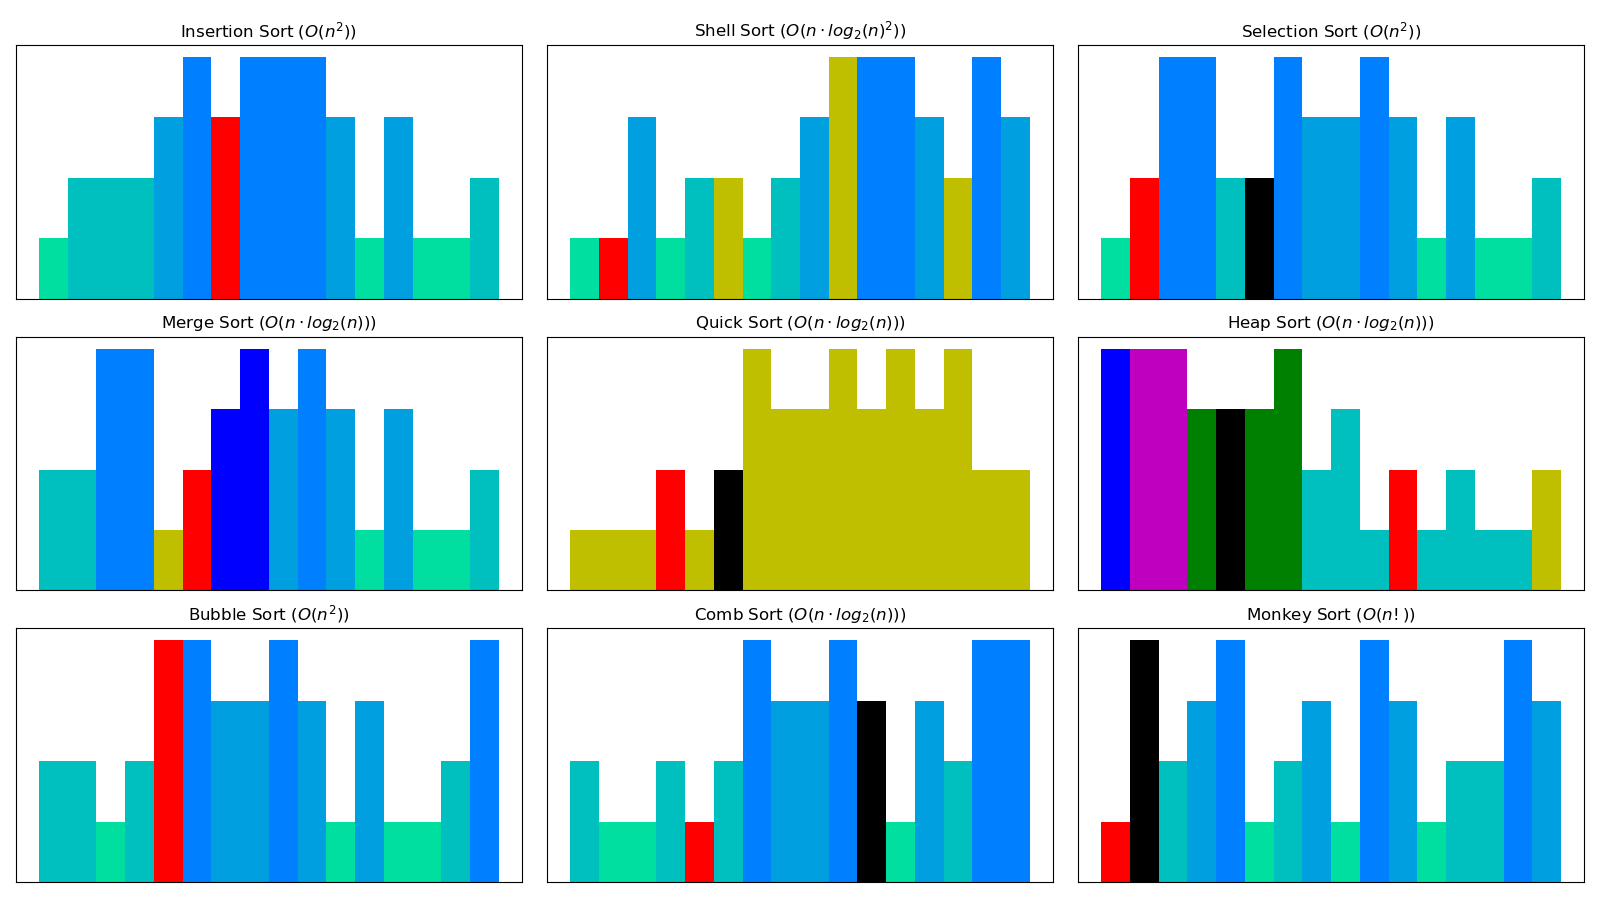 Insertion Sort (O(n²))
Shell Sort (O(n · log₂(n)²))
Selection Sort (O(n²))
Merge Sort (O(n · log₂(n)))
Quick Sort (O(n · log₂(n)))
Heap Sort (O(n · log₂(n)))
Bubble Sort (O(n²))
Comb Sort (O(n · log₂(n)))
Monkey Sort (O(n!))